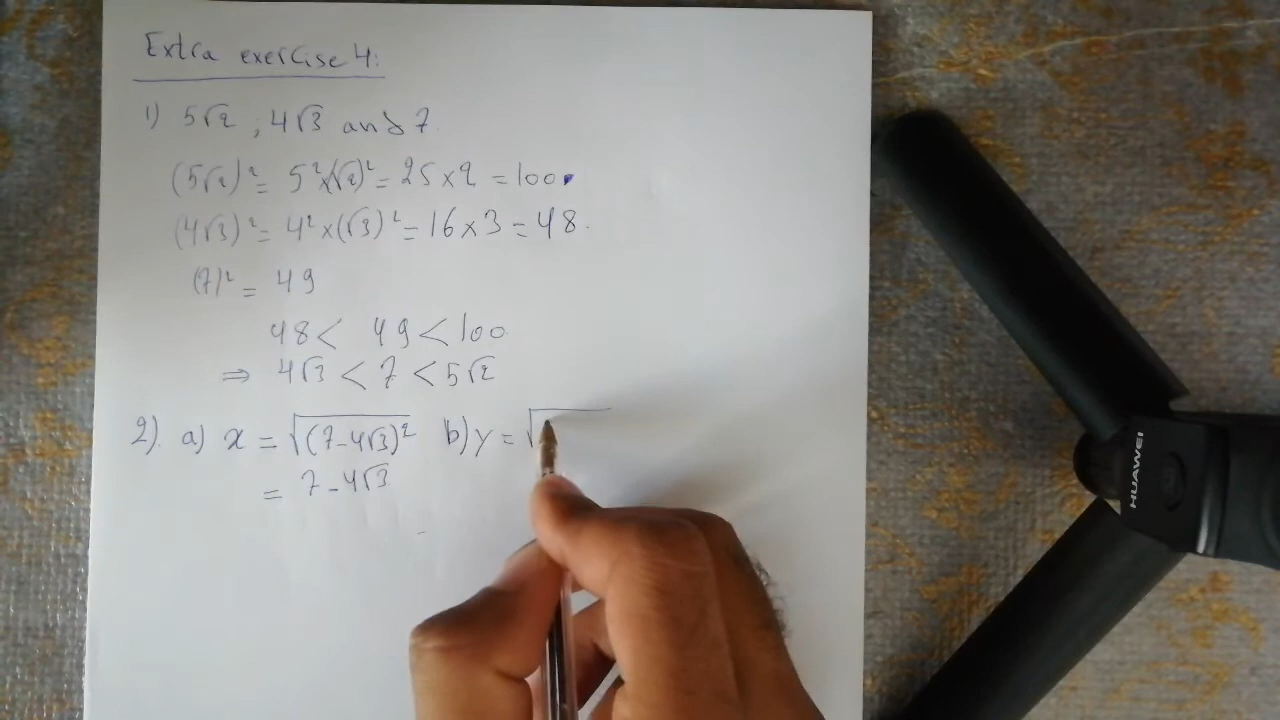 Extra exercise 4:
1) 5√2 ; 4√3 and 7
(5√2)² = 5²×(√2)² = 25 × 2 = 100.
(4√3)² = 4² × (√3)² = 16 × 3 = 48.
(7)² = 49
48 < 49 < 100
⇒ 4√3 < 7 < 5√2
2). a) x = √(7-4√3)² b) y = √
= 7-4√3
HUAWEI